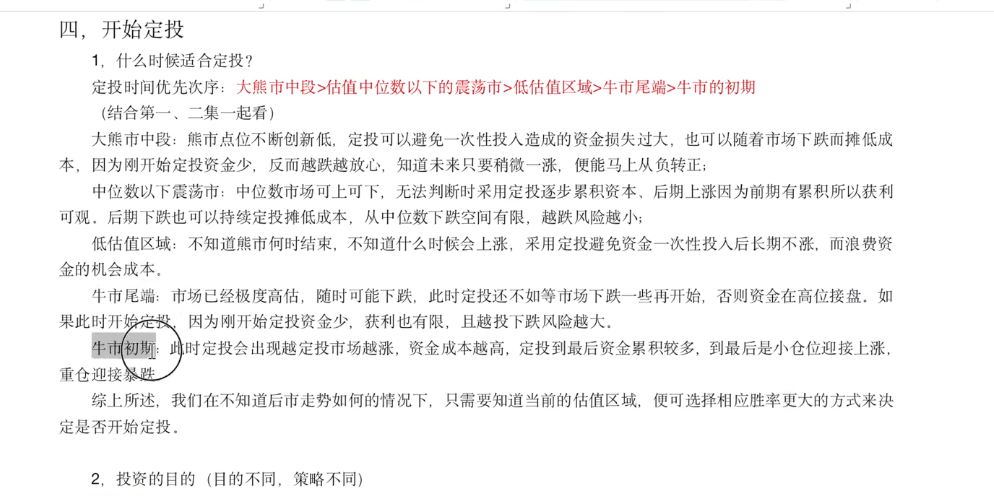 四，开始定投
1，什么时候适合定投？
定投时间优先次序：大熊市中段>估值中位数以下的震荡市>低估值区域>牛市尾端>牛市的初期
（结合第一、二集一起看）
大熊市中段：熊市点位不断创新低，定投可以避免一次性投入造成的资金损失过大，也可以随着市场下跌而摊低成
本，因为刚开始定投资金少，反而越跌越放心，知道未来只要稍微一涨，便能马上从负转正；
中位数以下震荡市：中位数市场可上可下，无法判断时采用定投逐步累积资本、后期上涨因为前期有累积所以获利
可观。后期下跌也可以持续定投摊低成本，从中位数下跌空间有限，越跌风险越小；
低估值区域：不知道熊市何时结束，不知道什么时候会上涨，采用定投避免资金一次性投入后长期不涨，而浪费资
金的机会成本。
牛市尾端：市场已经极度高估，随时可能下跌，此时定投还不如等市场下跌一些再开始，否则资金在高位接盘。如
果此时开始定投，因为刚开始定投资金少，获利也有限，且越投下跌风险越大。
牛市初期：此时定投会出现越定投市场越涨，资金成本越高，定投到最后资金累积较多，到最后是小仓位迎接上涨，
重仓迎接暴跌
综上所述，我们在不知道后市走势如何的情况下，只需要知道当前的估值区域，便可选择相应胜率更大的方式来决
定是否开始定投。
2，投资的目的（目的不同，策略不同）